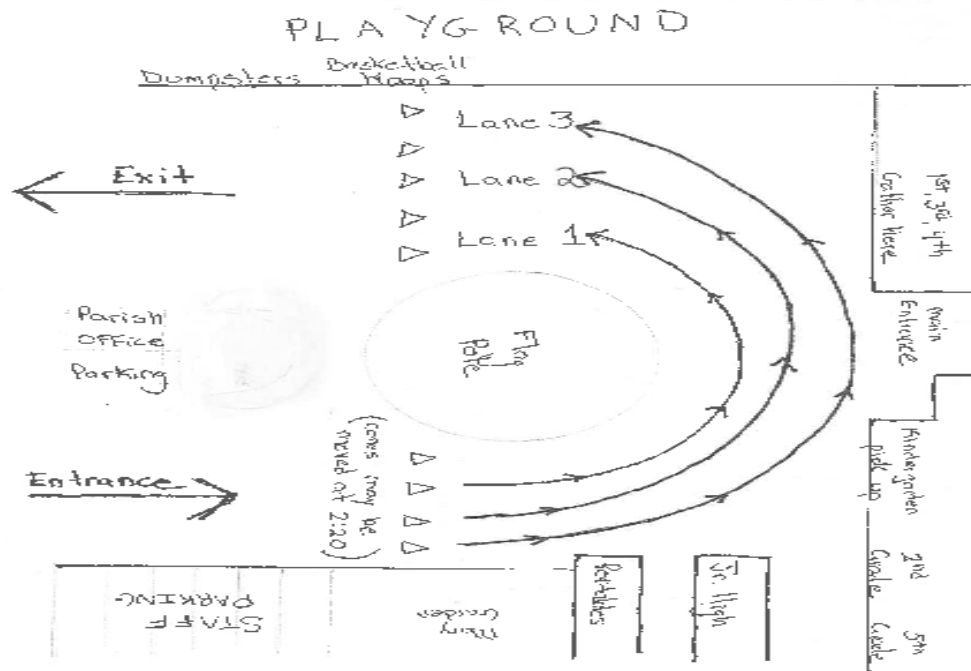 PLAYGROUND
Dumpsters
Basketball
Hoops
Lane 3
Exit
Lane 2
Lane 1
1st, 3rd, 4th
Gather Here
main
Entrance
Parish
Office
Parking
Flag
Pole
(cones may be
moved at 2:20)
Entrance
Kindergarten
pick up
2nd
Grade
5th
Grade
STAFF
PARKING
Mary
Garden
Portables
Jr. High